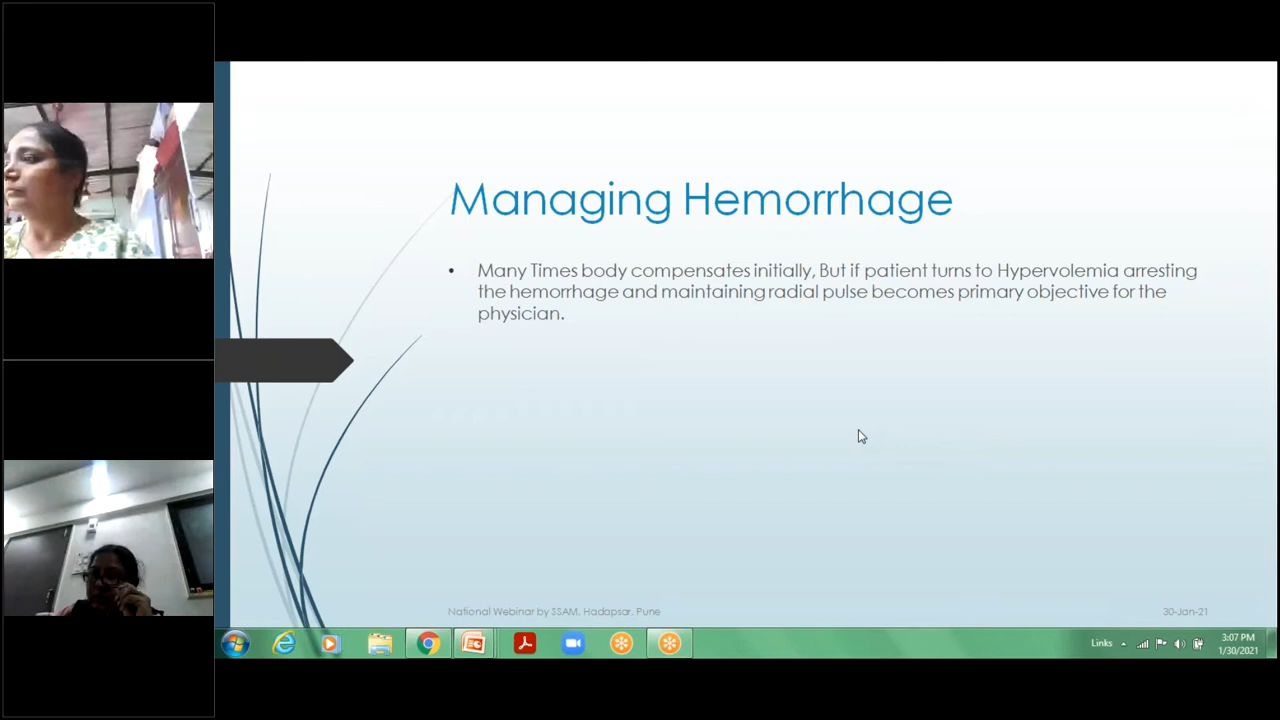 Managing Hemorrhage
• Many Times body compensates initially, But if patient turns to Hypervolemia arresting
the hemorrhage and maintaining radial pulse becomes primary objective for the
physician.
National Webinar by SSAM, Hadapsar, Pune
30-Jan-21
Links
3:07 PM
1/30/2021